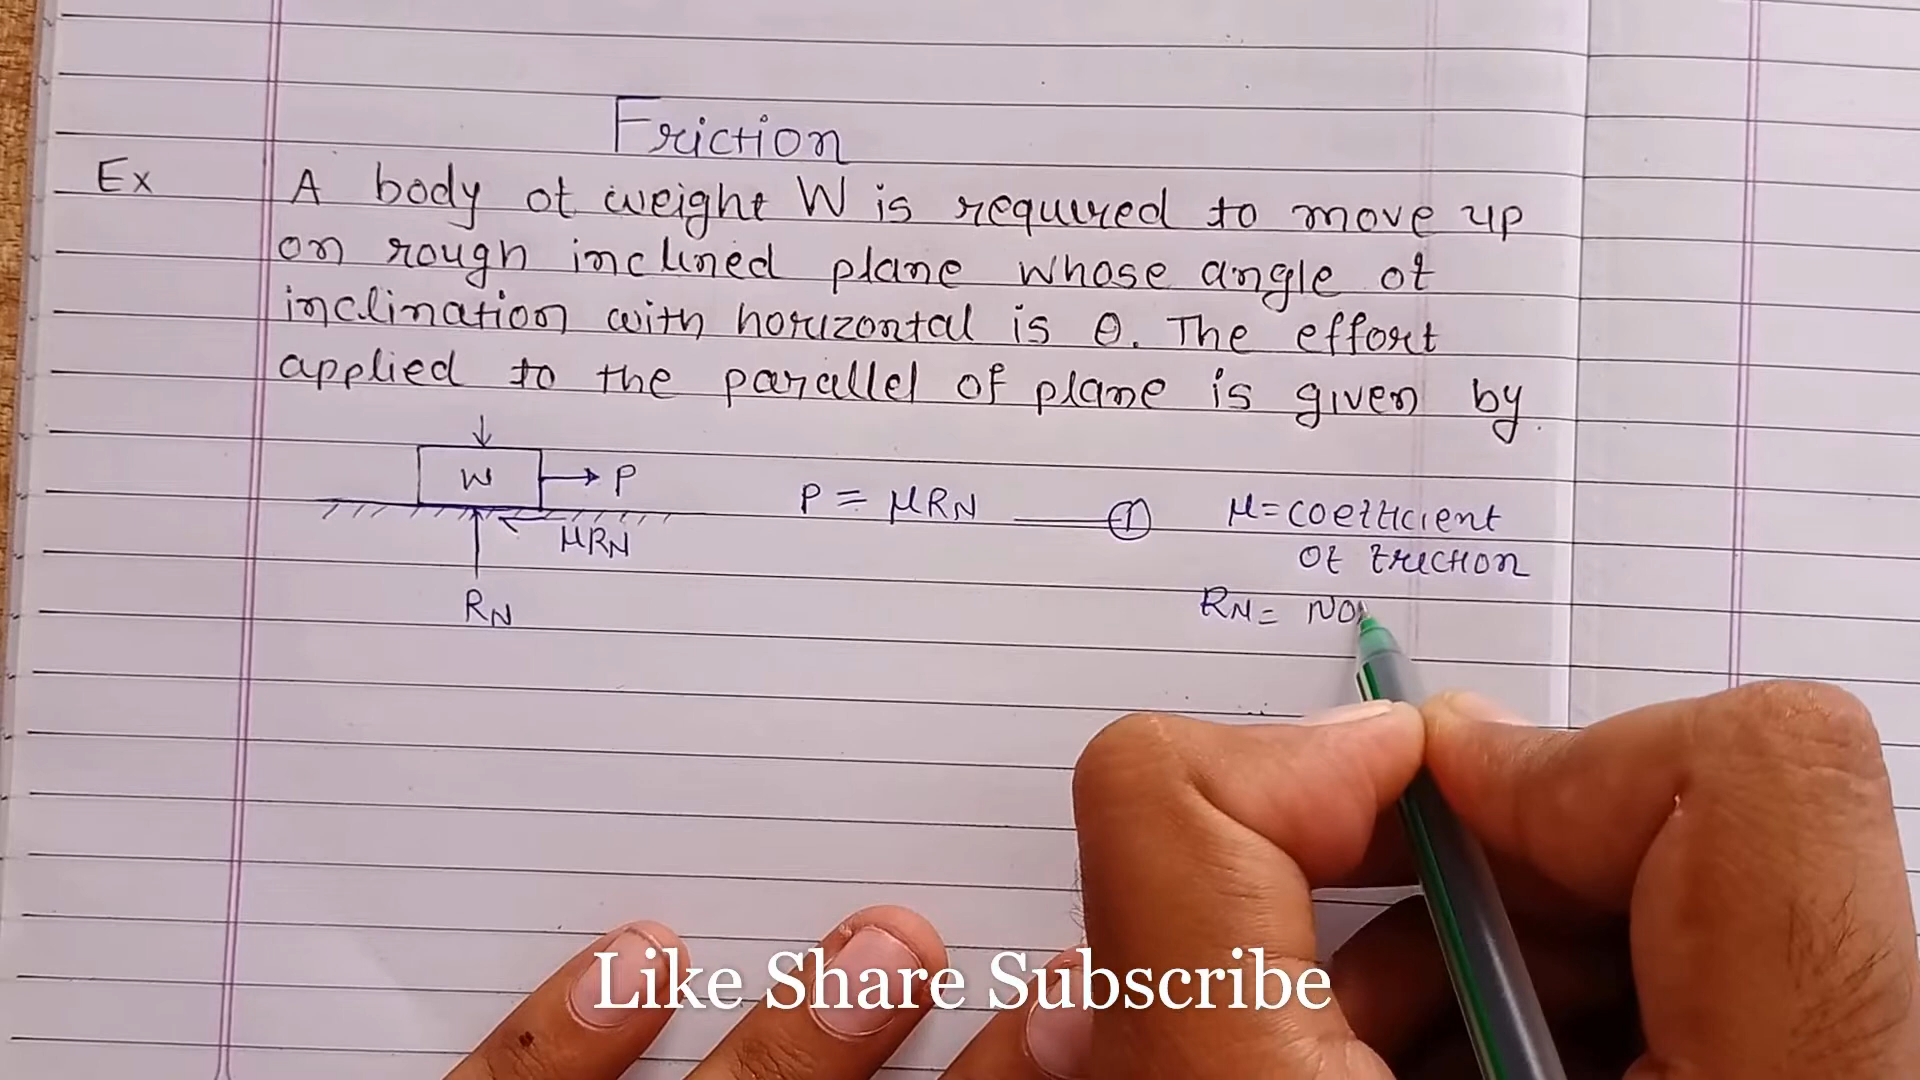 Friction
Ex A body of weight W is required to move up
on rough inclined plane whose angle of
inclination with horizontal is θ. The effort
applied to the parallel of plane is given by
W P
P = μRN ① μ = coefficient
of friction
μRN
RN
RN = NO
Like Share Subscribe